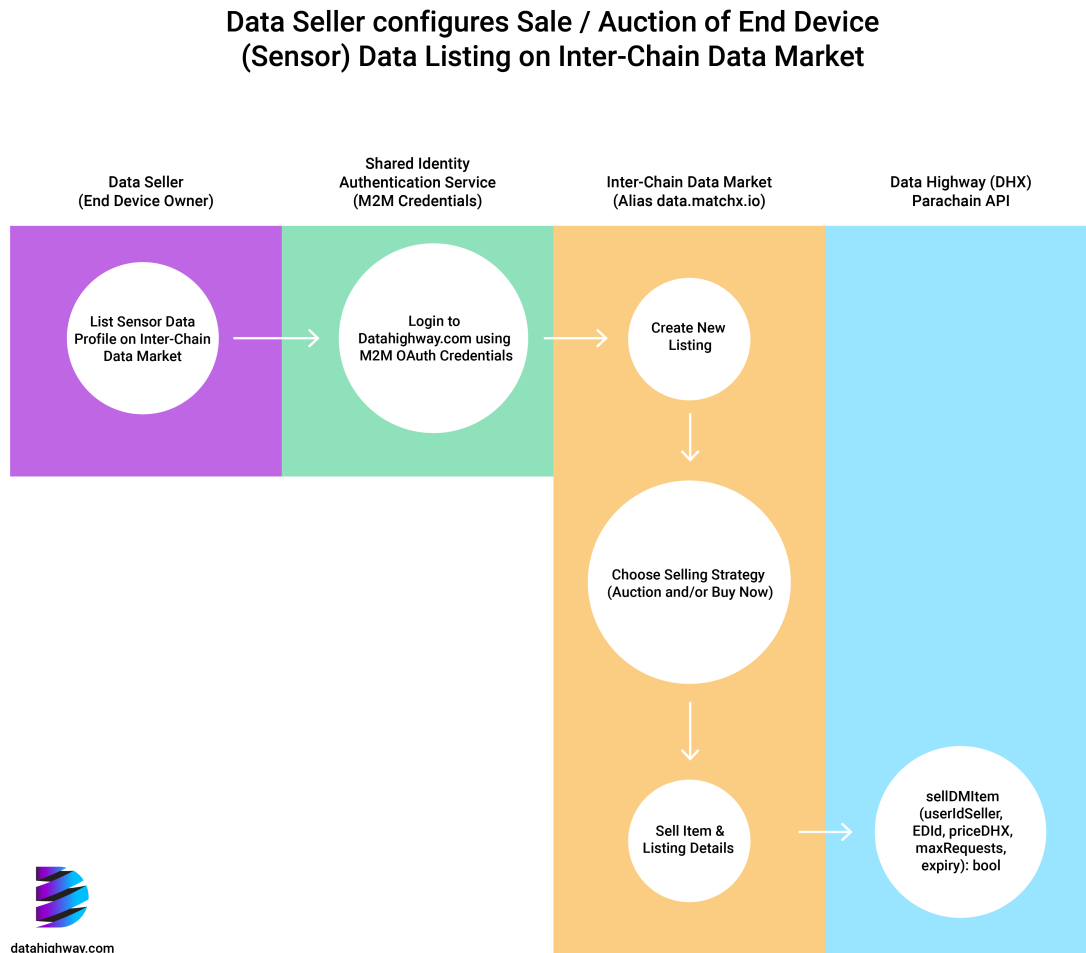 Data Seller configures Sale / Auction of End Device
(Sensor) Data Listing on Inter-Chain Data Market
Data Seller
(End Device Owner)
Shared Identity
Authentication Service
(M2M Credentials)
Inter-Chain Data Market
(Alias data.matchx.io)
Data Highway (DHX)
Parachain API
List Sensor Data
Profile on Inter-Chain
Data Market
Login to
Datahighway.com using
M2M OAuth Credentials
Create New
Listing
Choose Selling Strategy
(Auction and/or Buy Now)
Sell Item &
Listing Details
sellDMItem
(userIdSeller,
EDId, priceDHX,
maxRequests,
expiry): bool
datahighway.com